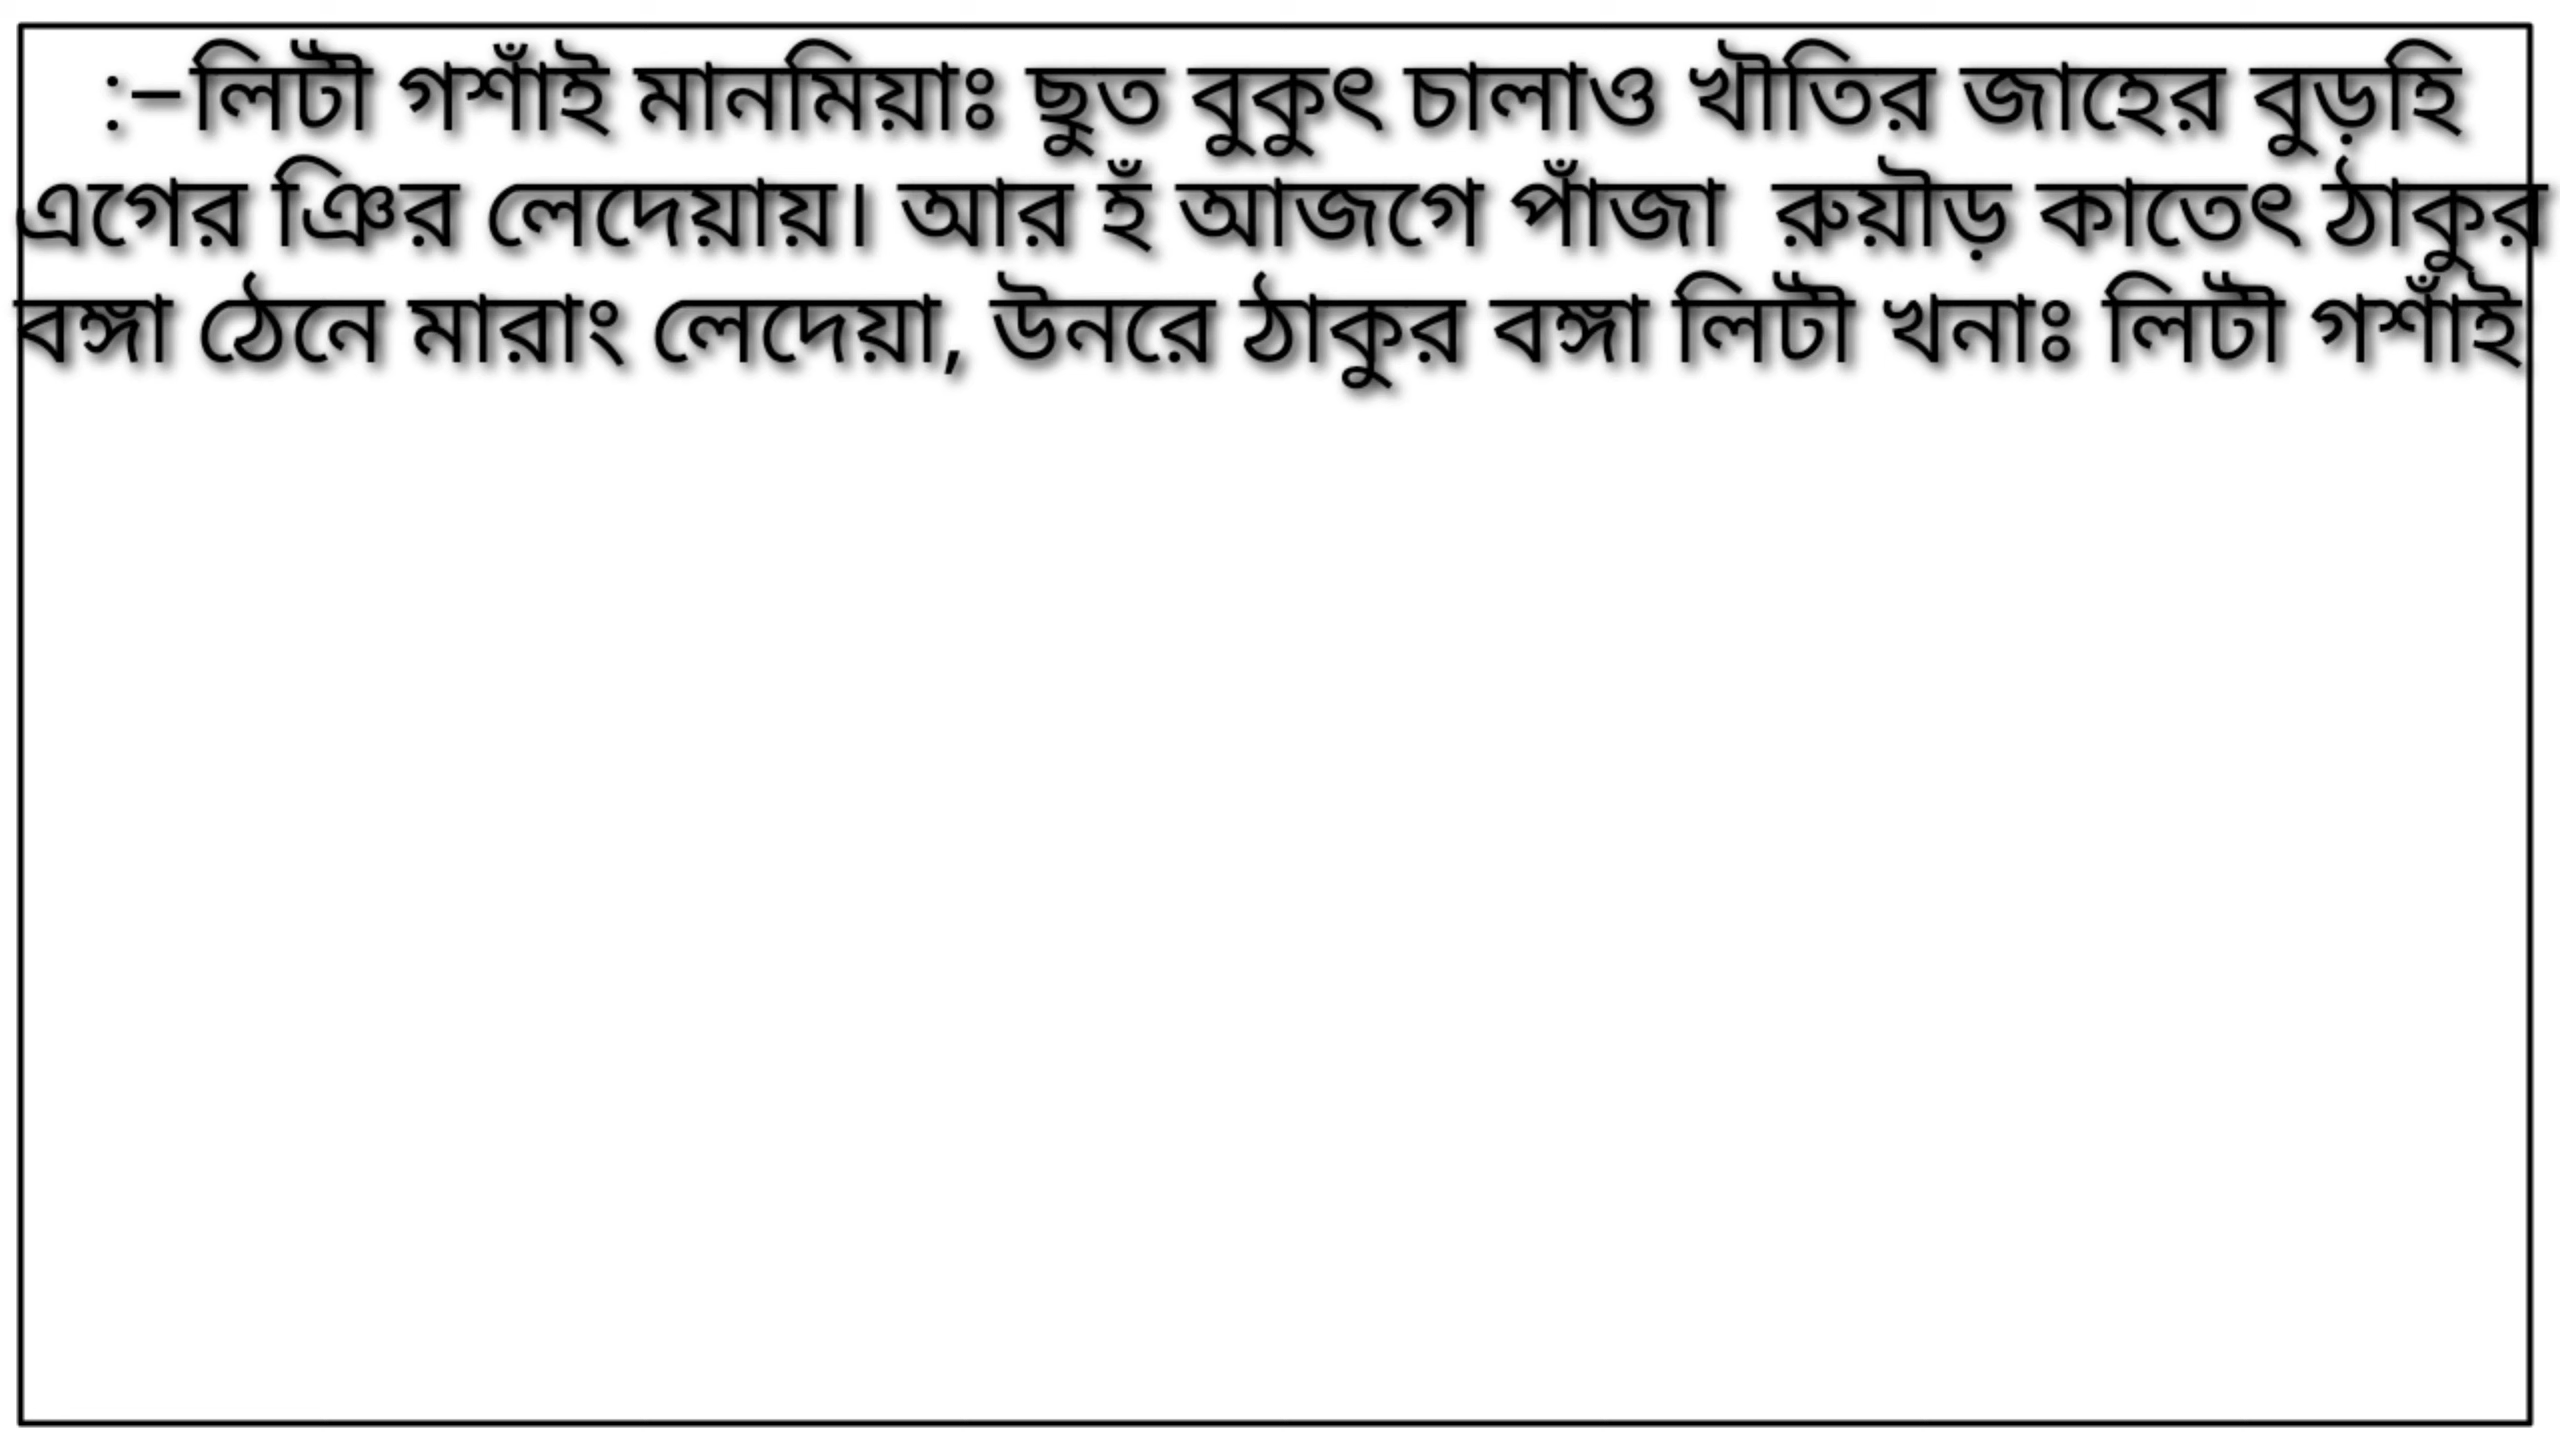 :–লিটৗ গশাঁই মানমিয়াঃ ছুত বুকুৎ চালাও খৗতির জাহের বুড়হি
এগের ঞির লেদেয়ায়। আর হঁ আজগে পাঁজা রুয়ৗড় কাতেৎ ঠাকুর
বঙ্গা ঠেনে মারাং লেদেয়া, উনরে ঠাকুর বঙ্গা লিটৗ খনাঃ লিটৗ গশাঁই